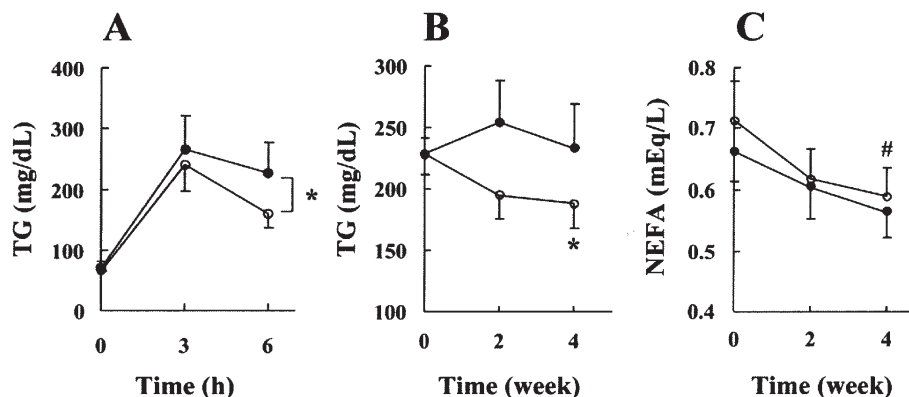 A
TG (mg/dL)
400
300
200
100
0
*
0 3 6
Time (h)
B
TG (mg/dL)
300
250
200
150
100
*
0 2 4
Time (week)
C
NEFA (mEq/L)
0.8
0.7
0.6
0.5
0.4
#
0 2 4
Time (week)